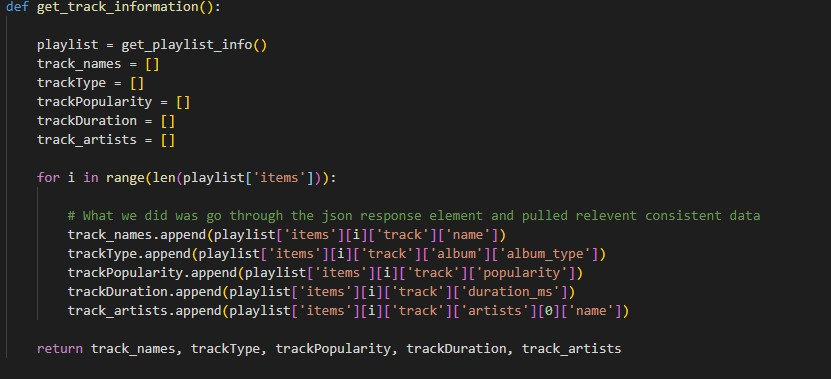 def get_track_information():
playlist = get_playlist_info()
track_names = []
trackType = []
trackPopularity = []
trackDuration = []
track_artists = []
for i in range(len(playlist['items'])):
# What we did was go through the json response element and pulled relevent consistent data
track_names.append(playlist['items'][i]['track']['name'])
trackType.append(playlist['items'][i]['track']['album']['album_type'])
trackPopularity.append(playlist['items'][i]['track']['popularity'])
trackDuration.append(playlist['items'][i]['track']['duration_ms'])
track_artists.append(playlist['items'][i]['track']['artists'][0]['name'])
return track_names, trackType, trackPopularity, trackDuration, track_artists